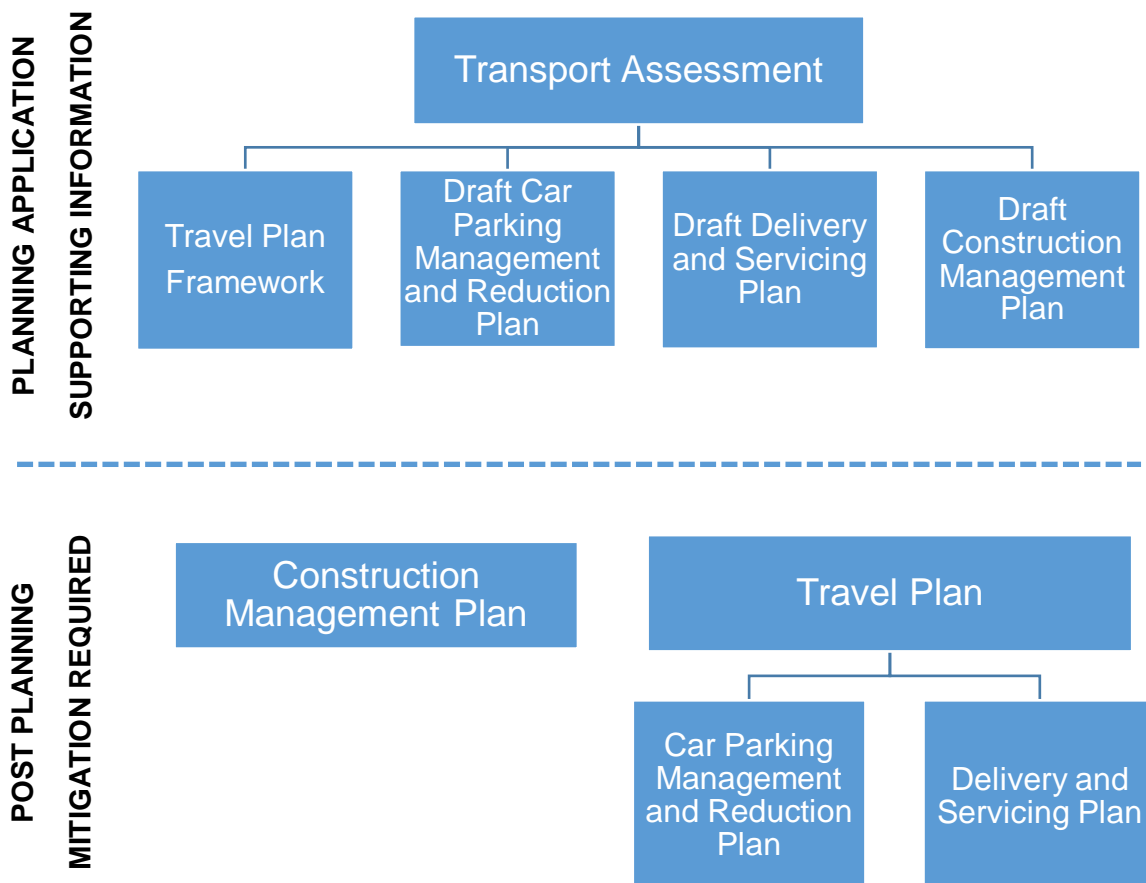 PLANNING APPLICATION
SUPPORTING INFORMATION
Transport Assessment
Travel Plan
Framework
Draft Car
Parking
Management
and Reduction
Plan
Draft Delivery
and Servicing
Plan
Draft
Construction
Management
Plan
POST PLANNING
MITIGATION REQUIRED
Construction
Management Plan
Travel Plan
Car Parking
Management
and Reduction
Plan
Delivery and
Servicing Plan